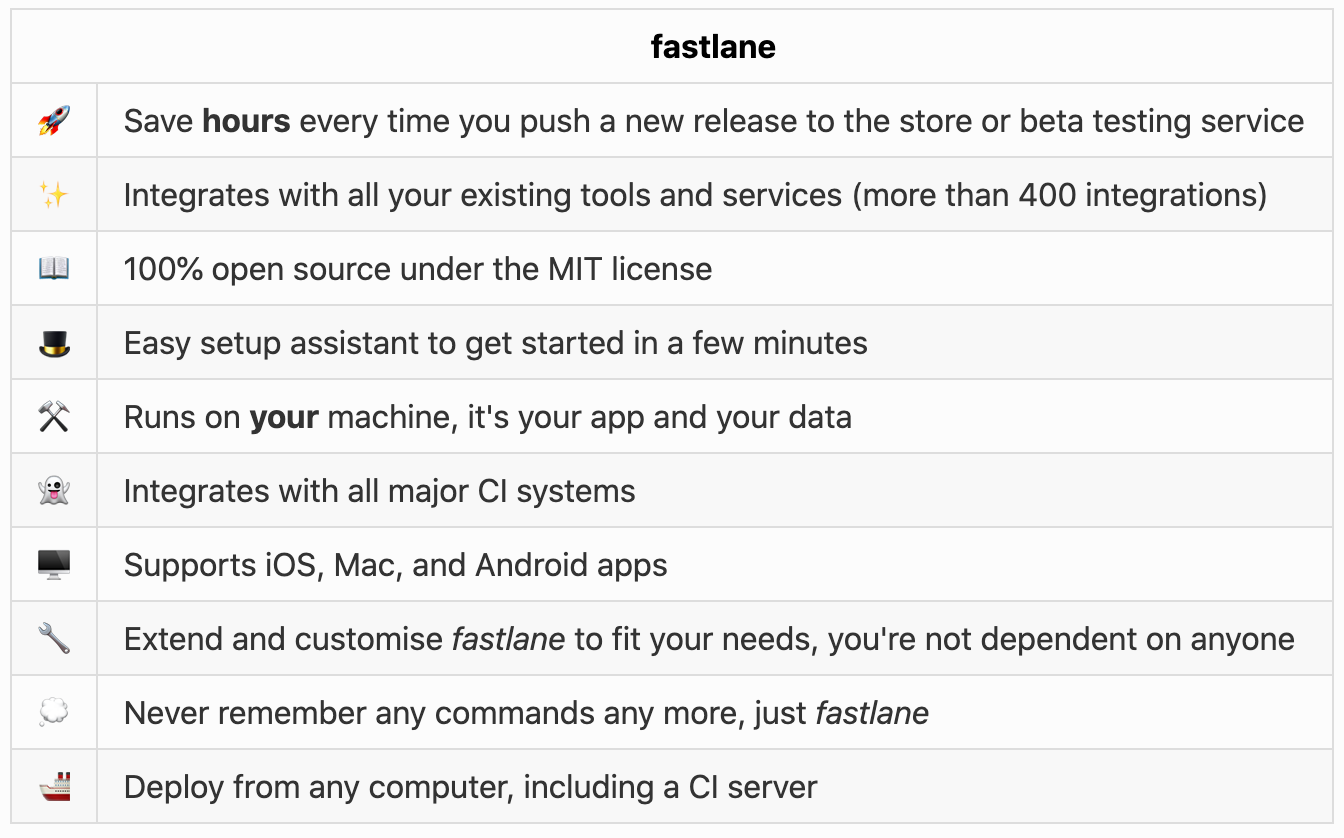 fastlane
🚀 Save hours every time you push a new release to the store or beta testing service
✨ Integrates with all your existing tools and services (more than 400 integrations)
📖 100% open source under the MIT license
🎩 Easy setup assistant to get started in a few minutes
⚒ Runs on your machine, it's your app and your data
👻 Integrates with all major CI systems
🖥 Supports iOS, Mac, and Android apps
🔧 Extend and customise fastlane to fit your needs, you're not dependent on anyone
💭 Never remember any commands any more, just fastlane
🚢 Deploy from any computer, including a CI server